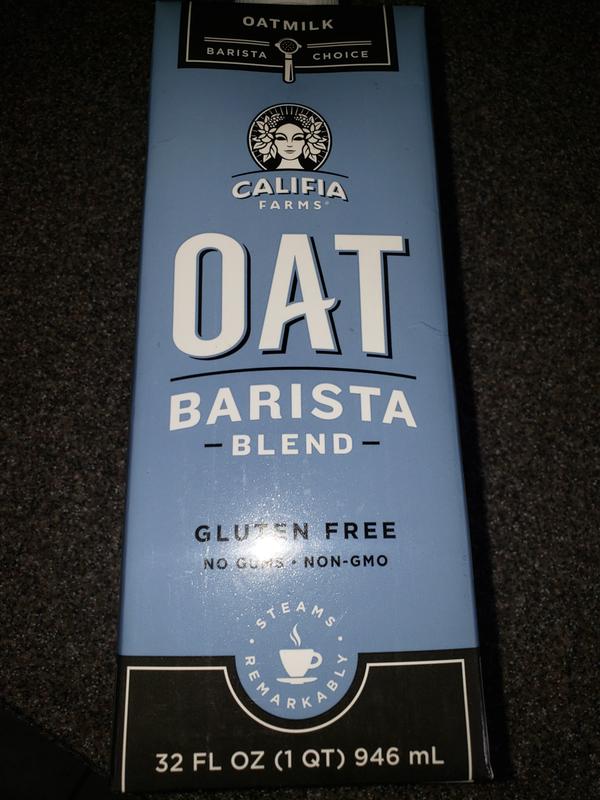 OATMILK
BARISTA CHOICE
CALIFIA
FARMS®
OAT
BARISTA
BLEND
GLUTEN FREE
NO GUMS • NON-GMO
• STEAMS •
REMARKABLY
32 FL OZ (1 QT) 946 mL